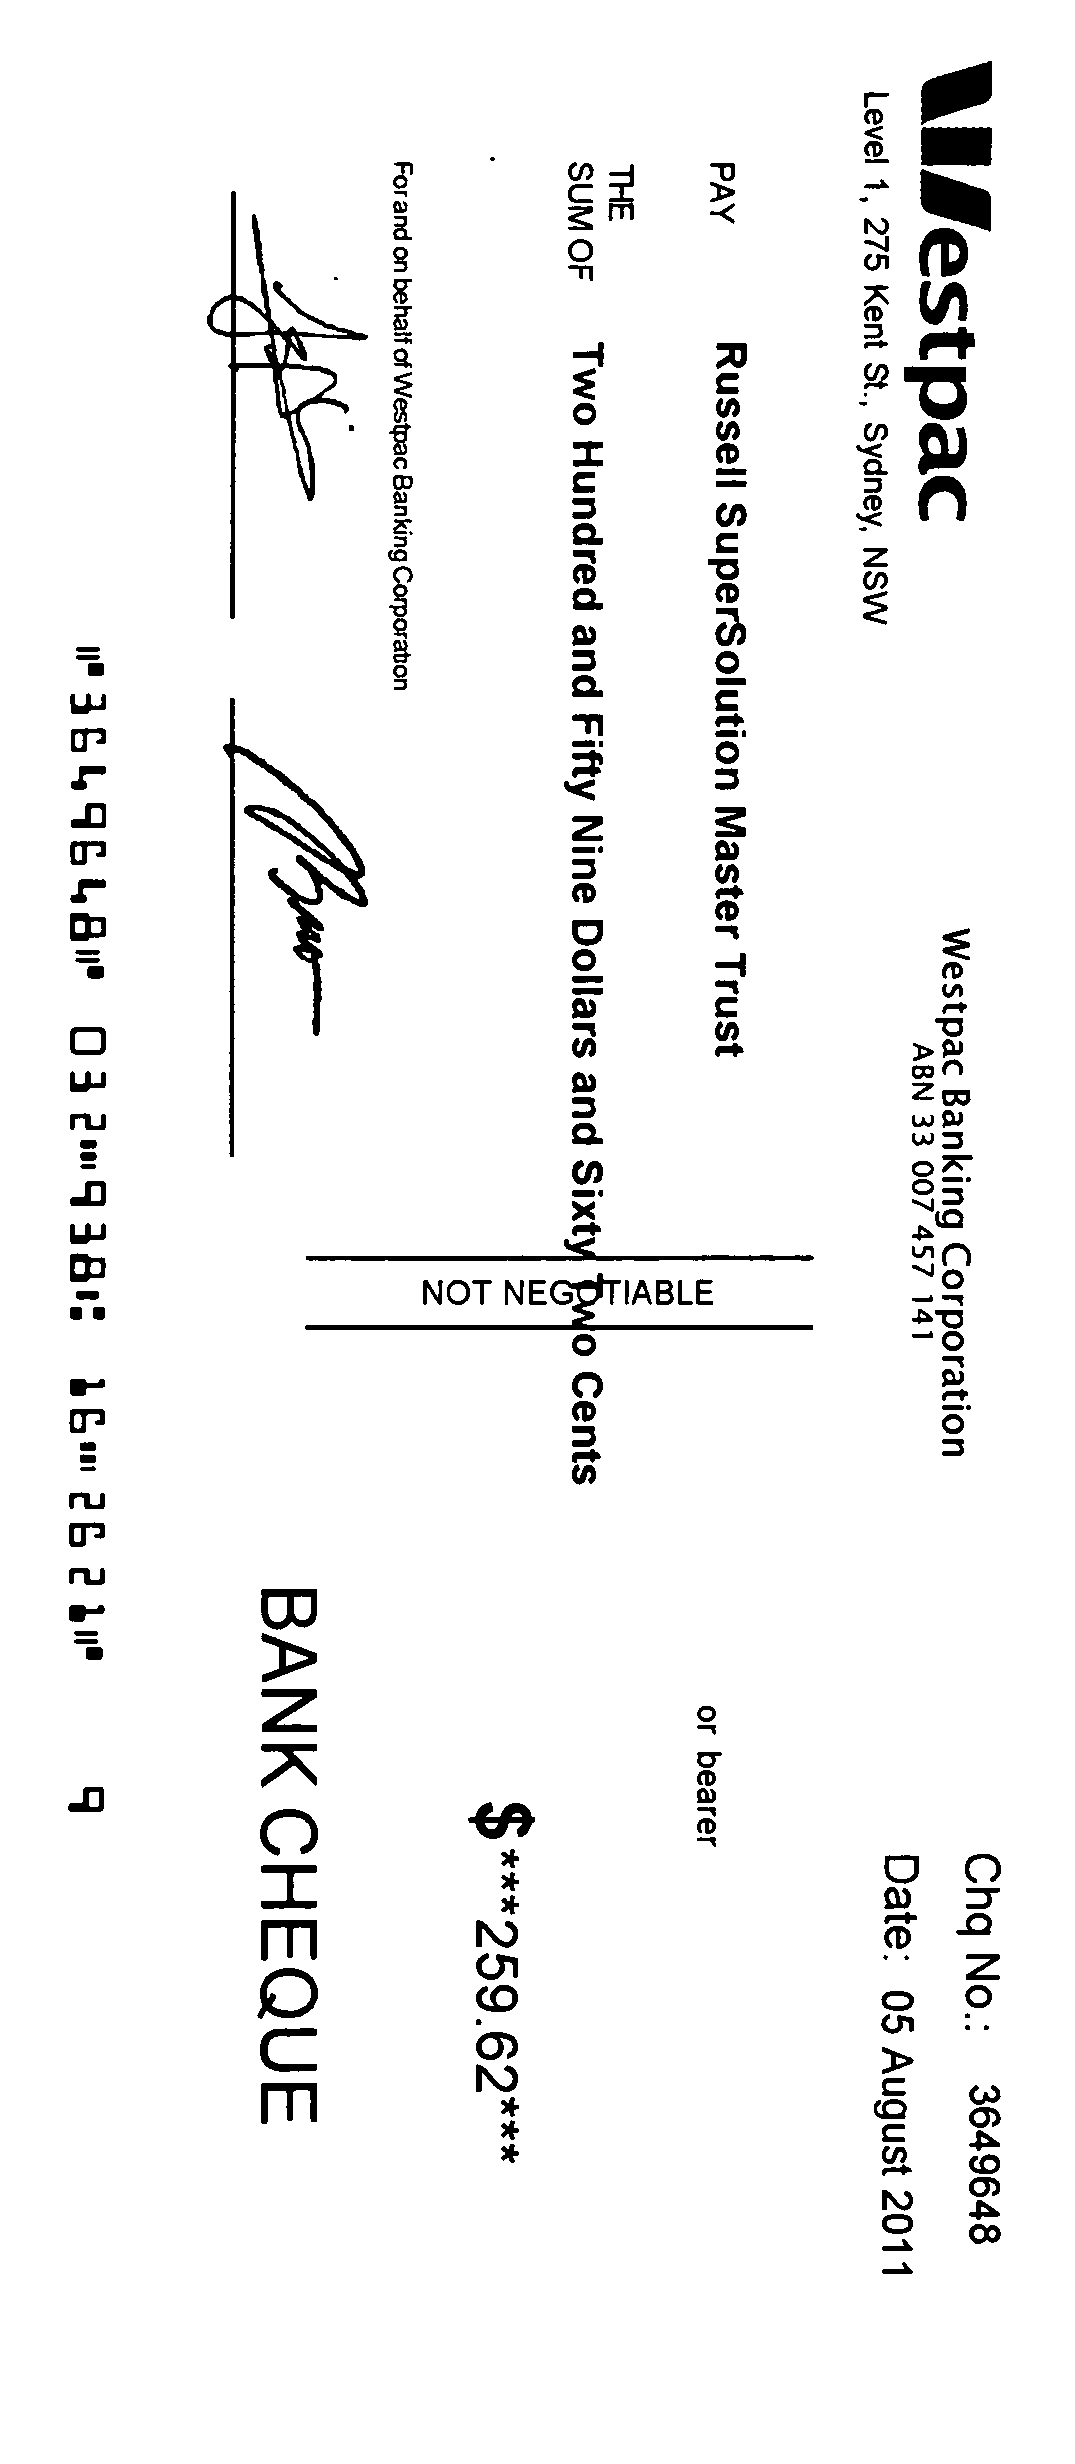 Westpac
Level 1, 275 Kent St., Sydney, NSW
Westpac Banking Corporation
ABN 33 007 457 141
Chq No.: 3649648
Date: 05 August 2011
PAY Russell SuperSolution Master Trust or bearer
THE
SUM OF Two Hundred and Fifty Nine Dollars and Sixty Two Cents
NOT NEGOTIABLE
$***259.62***
For and on behalf of Westpac Banking Corporation
BANK CHEQUE
⑈3649648⑈ 032⑉938⑆ 16⑉2621⑈ 9